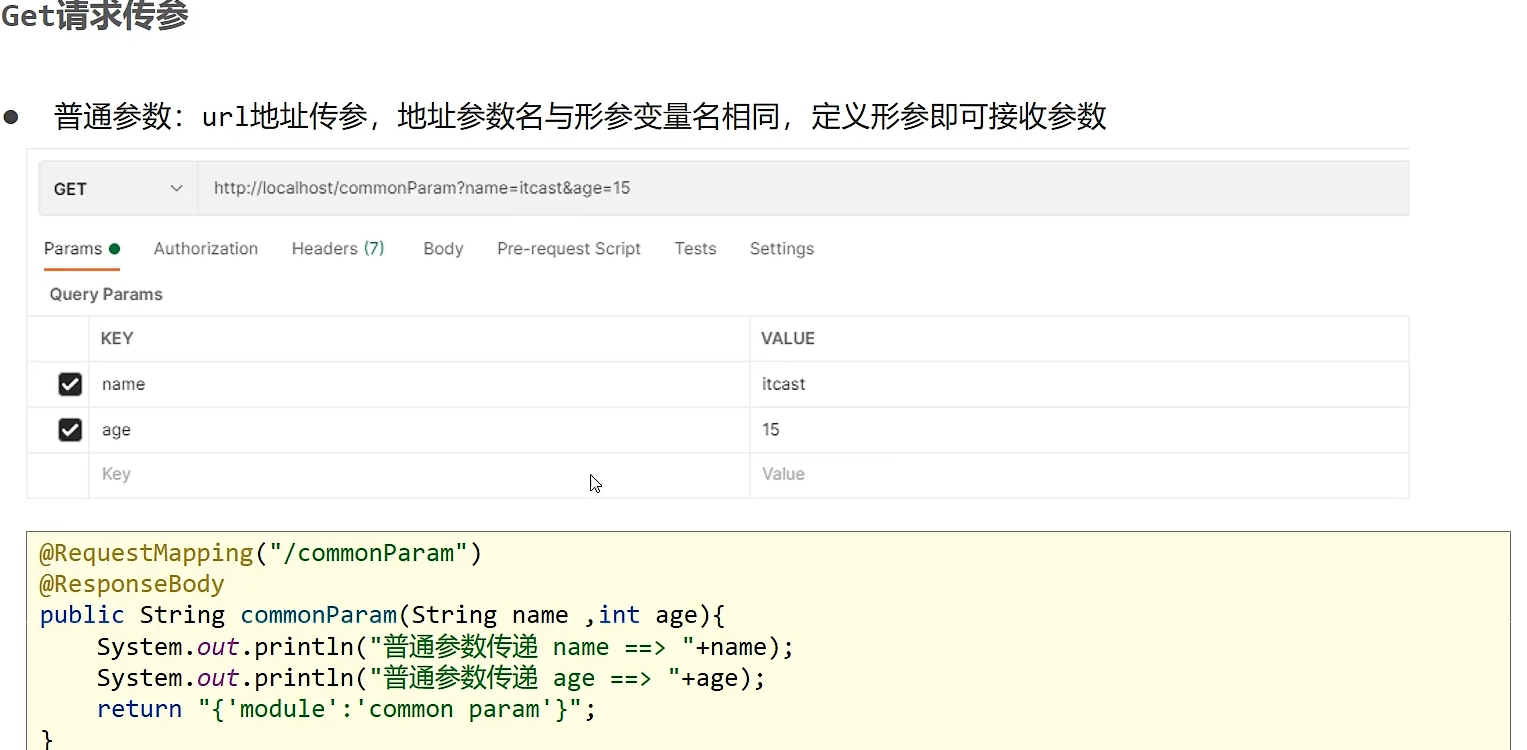 Get请求传参
● 普通参数：url地址传参，地址参数名与形参变量名相同，定义形参即可接收参数
GET http://localhost/commonParam?name=itcast&age=15
Params Authorization Headers (7) Body Pre-request Script Tests Settings
Query Params
KEY VALUE
name itcast
age 15
Key Value
@RequestMapping("/commonParam")
@ResponseBody
public String commonParam(String name ,int age){
    System.out.println("普通参数传递 name ==> "+name);
    System.out.println("普通参数传递 age ==> "+age);
    return "{'module':'common param'}";
}